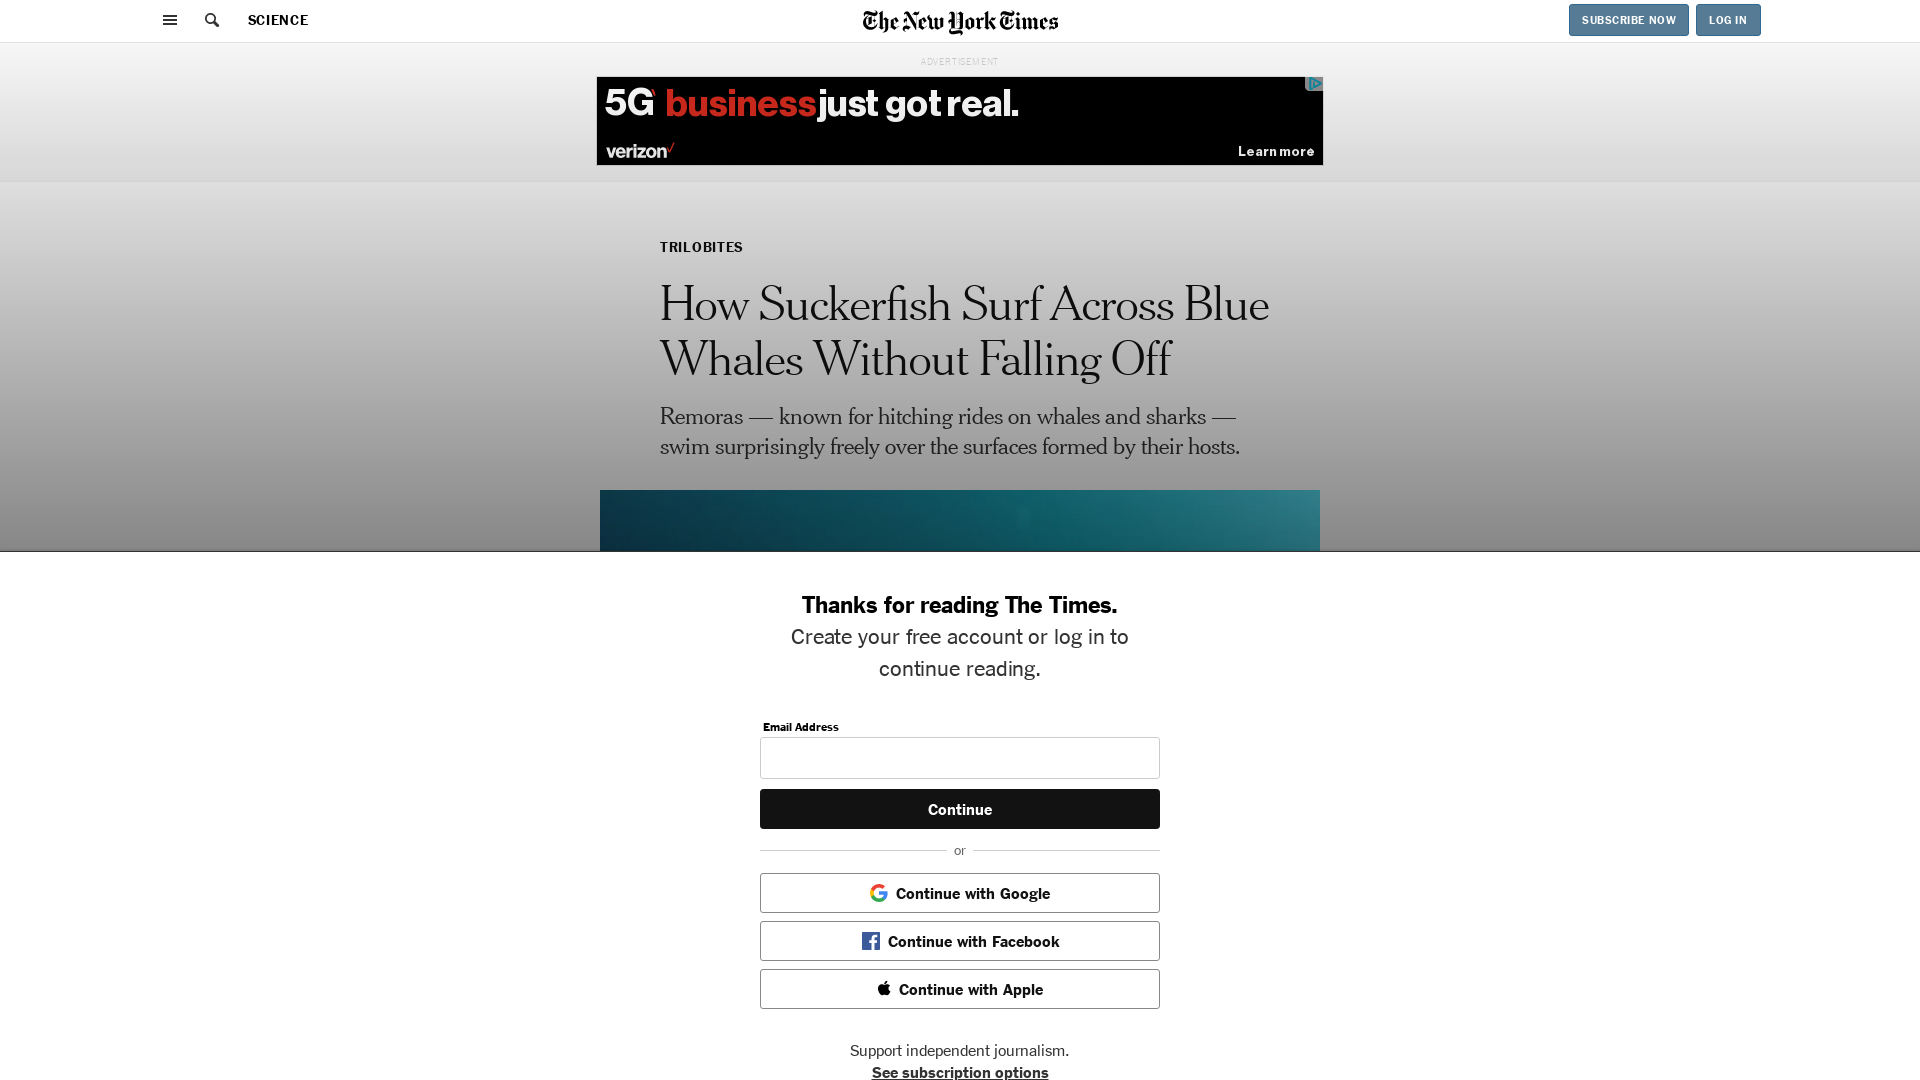 SCIENCE
The New York Times
SUBSCRIBE NOW
LOG IN
ADVERTISEMENT
5G business just got real.
verizon
Learn more
TRILOBITES
How Suckerfish Surf Across Blue
Whales Without Falling Off
Remoras — known for hitching rides on whales and sharks —
swim surprisingly freely over the surfaces formed by their hosts.
Thanks for reading The Times.
Create your free account or log in to
continue reading.
Email Address
Continue
or
Continue with Google
Continue with Facebook
Continue with Apple
Support independent journalism.
See subscription options